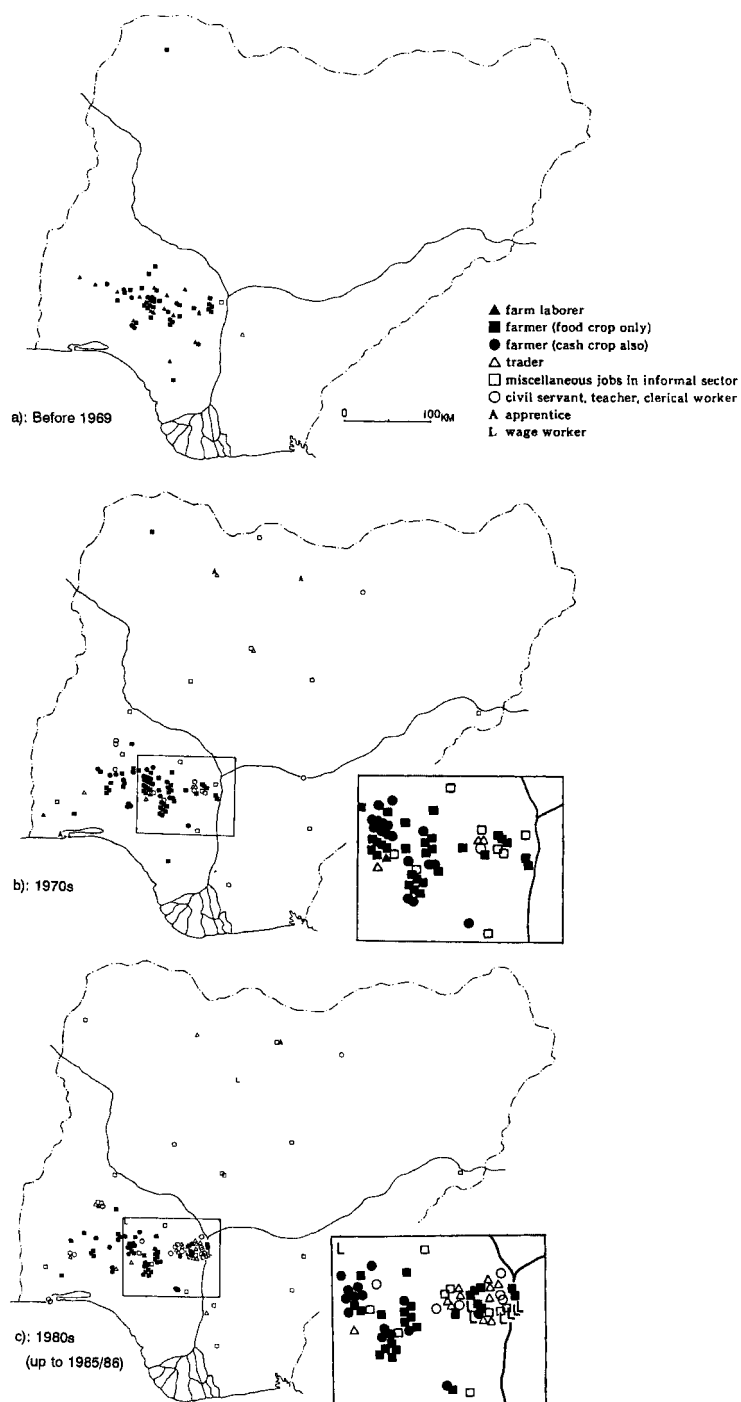 ▲ farm laborer
■ farmer (food crop only)
● farmer (cash crop also)
△ trader
□ miscellaneous jobs in informal sector
○ civil servant, teacher, clerical worker
A apprentice
L wage worker
a): Before 1969
0 100KM
A
A
A
b): 1970s
L
A
L
L
L
L
L
L
L
c): 1980s
(up to 1985/86)